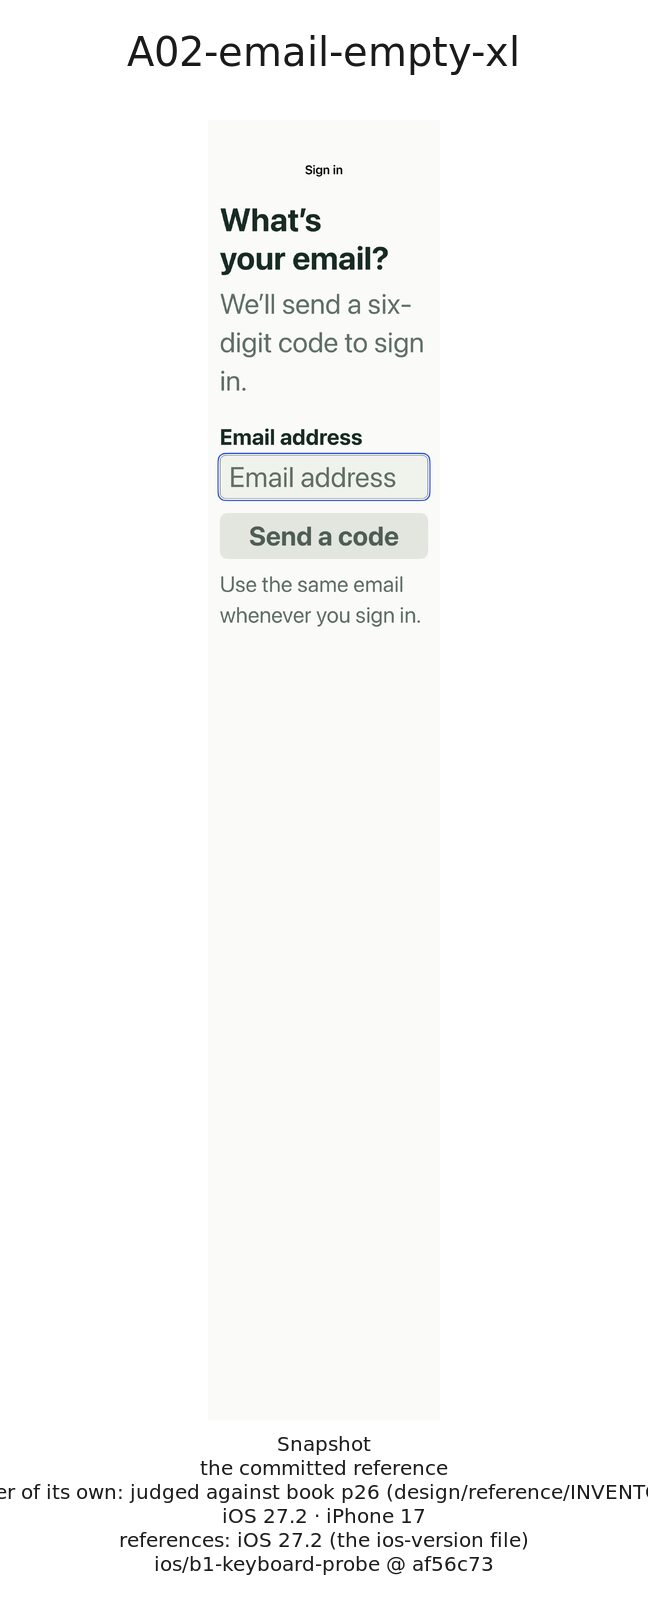 A02-email-empty-xl
Sign in
What’s
your email?
We’ll send a six-
digit code to sign
in.
Email address
Email address
Send a code
Use the same email
whenever you sign in.
Snapshot
the committed reference
of its own: judged against book p26
iOS 27.2 · iPhone 17
references: iOS 27.2 (the ios-version file)
ios/b1-keyboard-probe @ af56c73